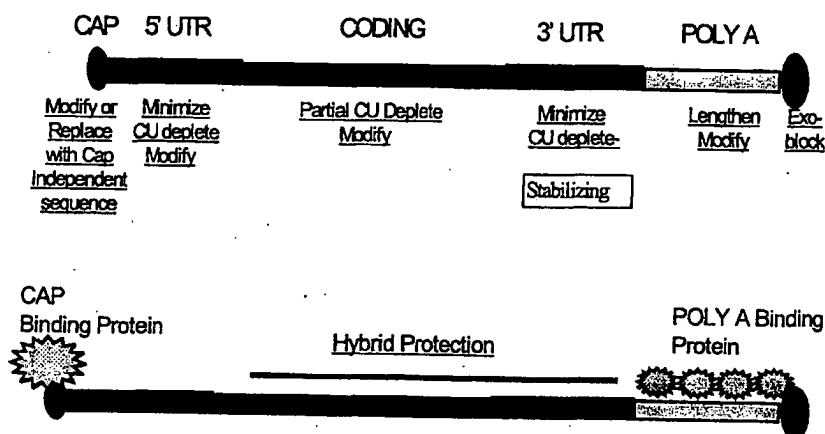 CAP 5' UTR CODING 3' UTR POLY A
Modify or
Replace
with Cap
Independent
sequence
Minimize
CU deplete
Modify
Partial CU Deplete
Modify
Minimize
CU deplete-
Stabilizing
Lengthen
Modify
Exo-
block
CAP
Binding Protein
Hybrid Protection
POLY A Binding
Protein